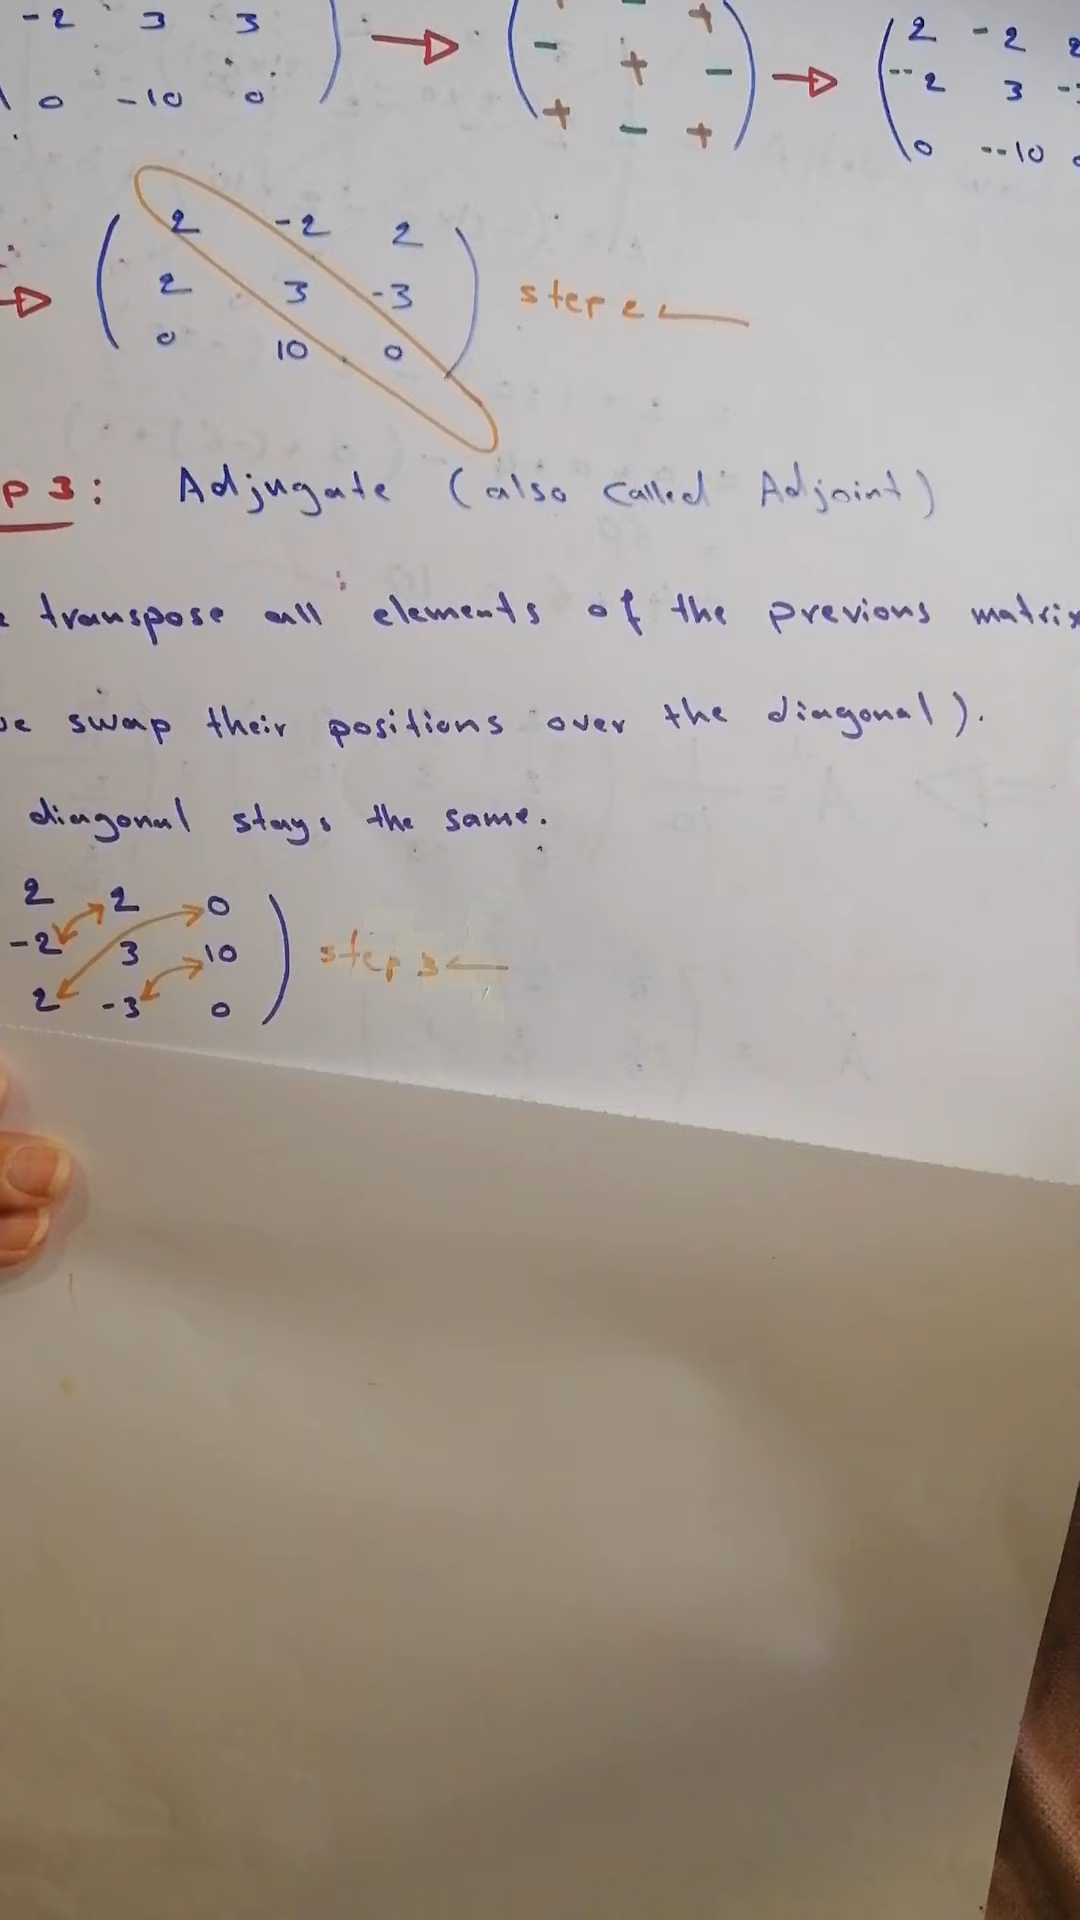 -2 3 3
0 -10 0
+ - +
- + -
+ - +
2 -2
--2 3
0 --10
2 -2 2
2 3 -3
0 10 0
step 2
p 3: Adjugate (also called Adjoint)
transpose all elements of the previous matrix
swap their positions over the diagonal).
diagonal stays the same.
2 2 0
-2 3 10
2 -3 0
step 3